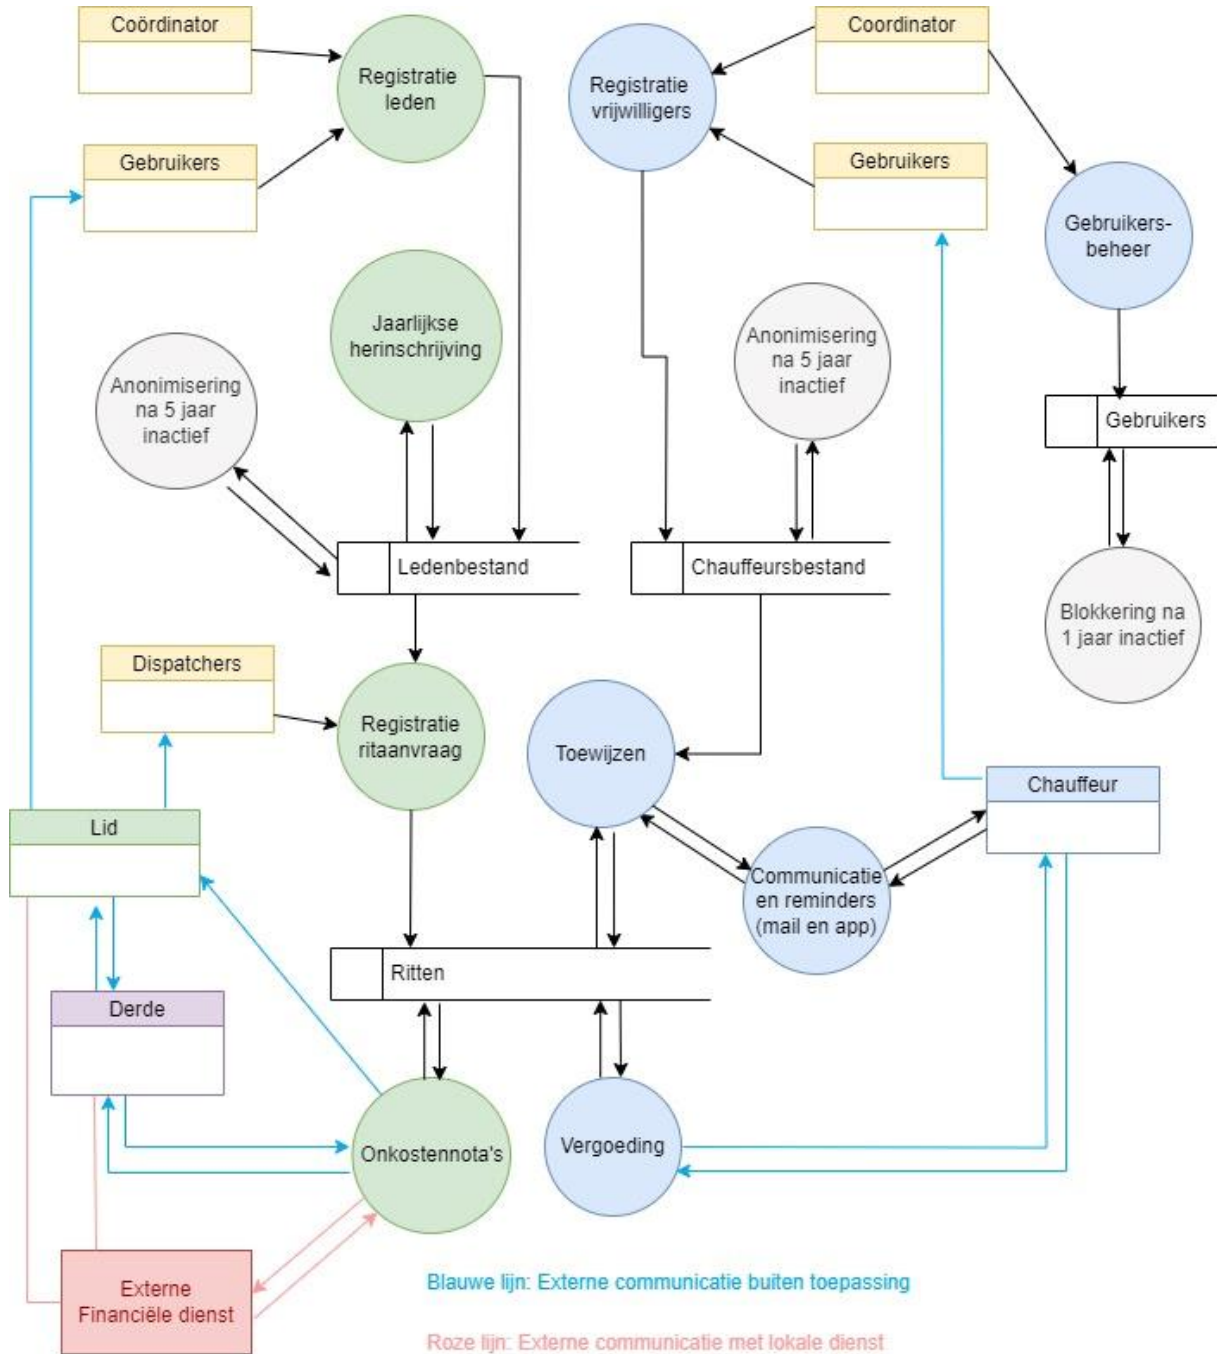 Coördinator
Registratie
leden
Gebruikers
Coordinator
Registratie
vrijwilligers
Gebruikers
Gebruikers-
beheer
Jaarlijkse
herinschrijving
Anonimisering
na 5 jaar
inactief
Anonimisering
na 5 jaar
inactief
Gebruikers
Ledenbestand
Chauffeursbestand
Blokkering na
1 jaar inactief
Dispatchers
Registratie
ritaanvraag
Toewijzen
Chauffeur
Lid
Communicatie
en reminders
(mail en app)
Ritten
Derde
Onkostennota's
Vergoeding
Externe
Financiële dienst
Blauwe lijn: Externe communicatie buiten toepassing
Roze lijn: Externe communicatie met lokale dienst